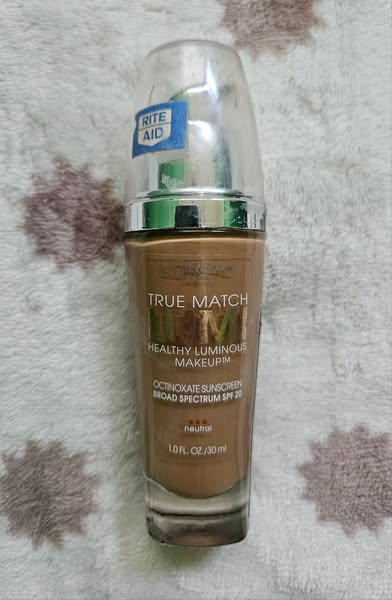 RITE
AID
L'ORÉAL
TRUE MATCH
LUMI
HEALTHY LUMINOUS
MAKEUP™
OCTINOXATE SUNSCREEN
BROAD SPECTRUM SPF 20
neutral
1.0 FL. OZ./30 ml